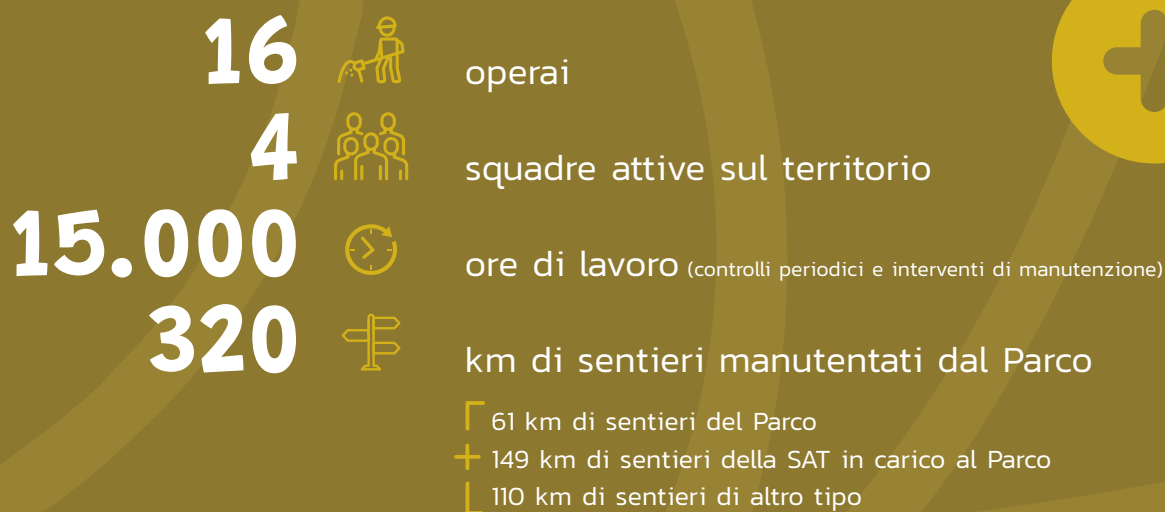 16 operai
4 squadre attive sul territorio
15.000 ore di lavoro (controlli periodici e interventi di manutenzione)
320 km di sentieri manutentati dal Parco
61 km di sentieri del Parco
149 km di sentieri della SAT in carico al Parco
110 km di sentieri di altro tipo